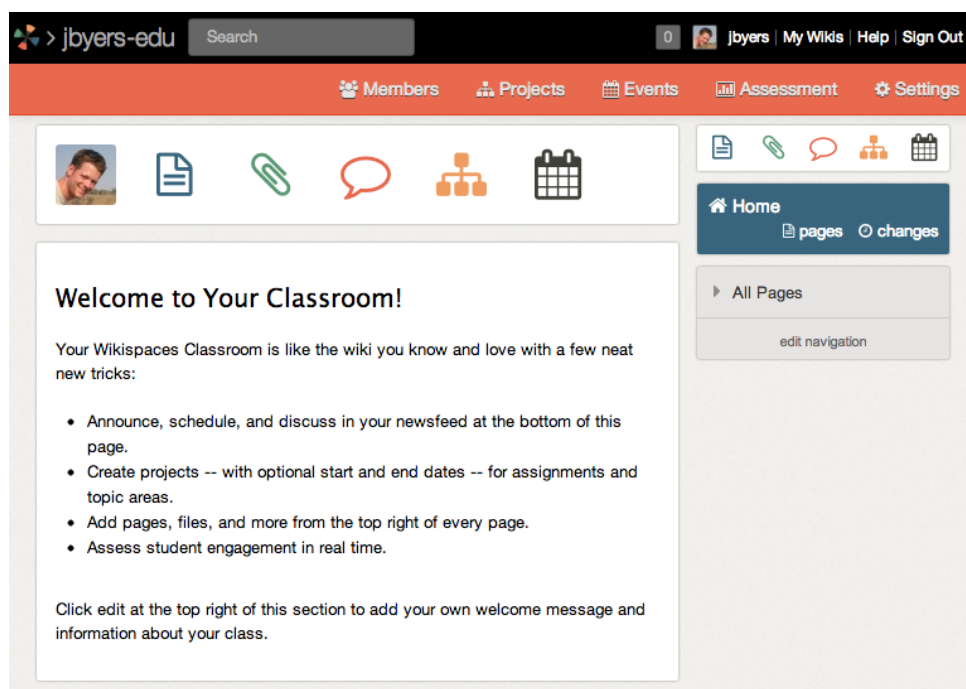 > jbyers-edu Search 0 jbyers | My Wikis | Help | Sign Out
Members Projects Events Assessment Settings
Home
pages changes
All Pages
edit navigation
Welcome to Your Classroom!
Your Wikispaces Classroom is like the wiki you know and love with a few neat
new tricks:
• Announce, schedule, and discuss in your newsfeed at the bottom of this
page.
• Create projects -- with optional start and end dates -- for assignments and
topic areas.
• Add pages, files, and more from the top right of every page.
• Assess student engagement in real time.
Click edit at the top right of this section to add your own welcome message and
information about your class.